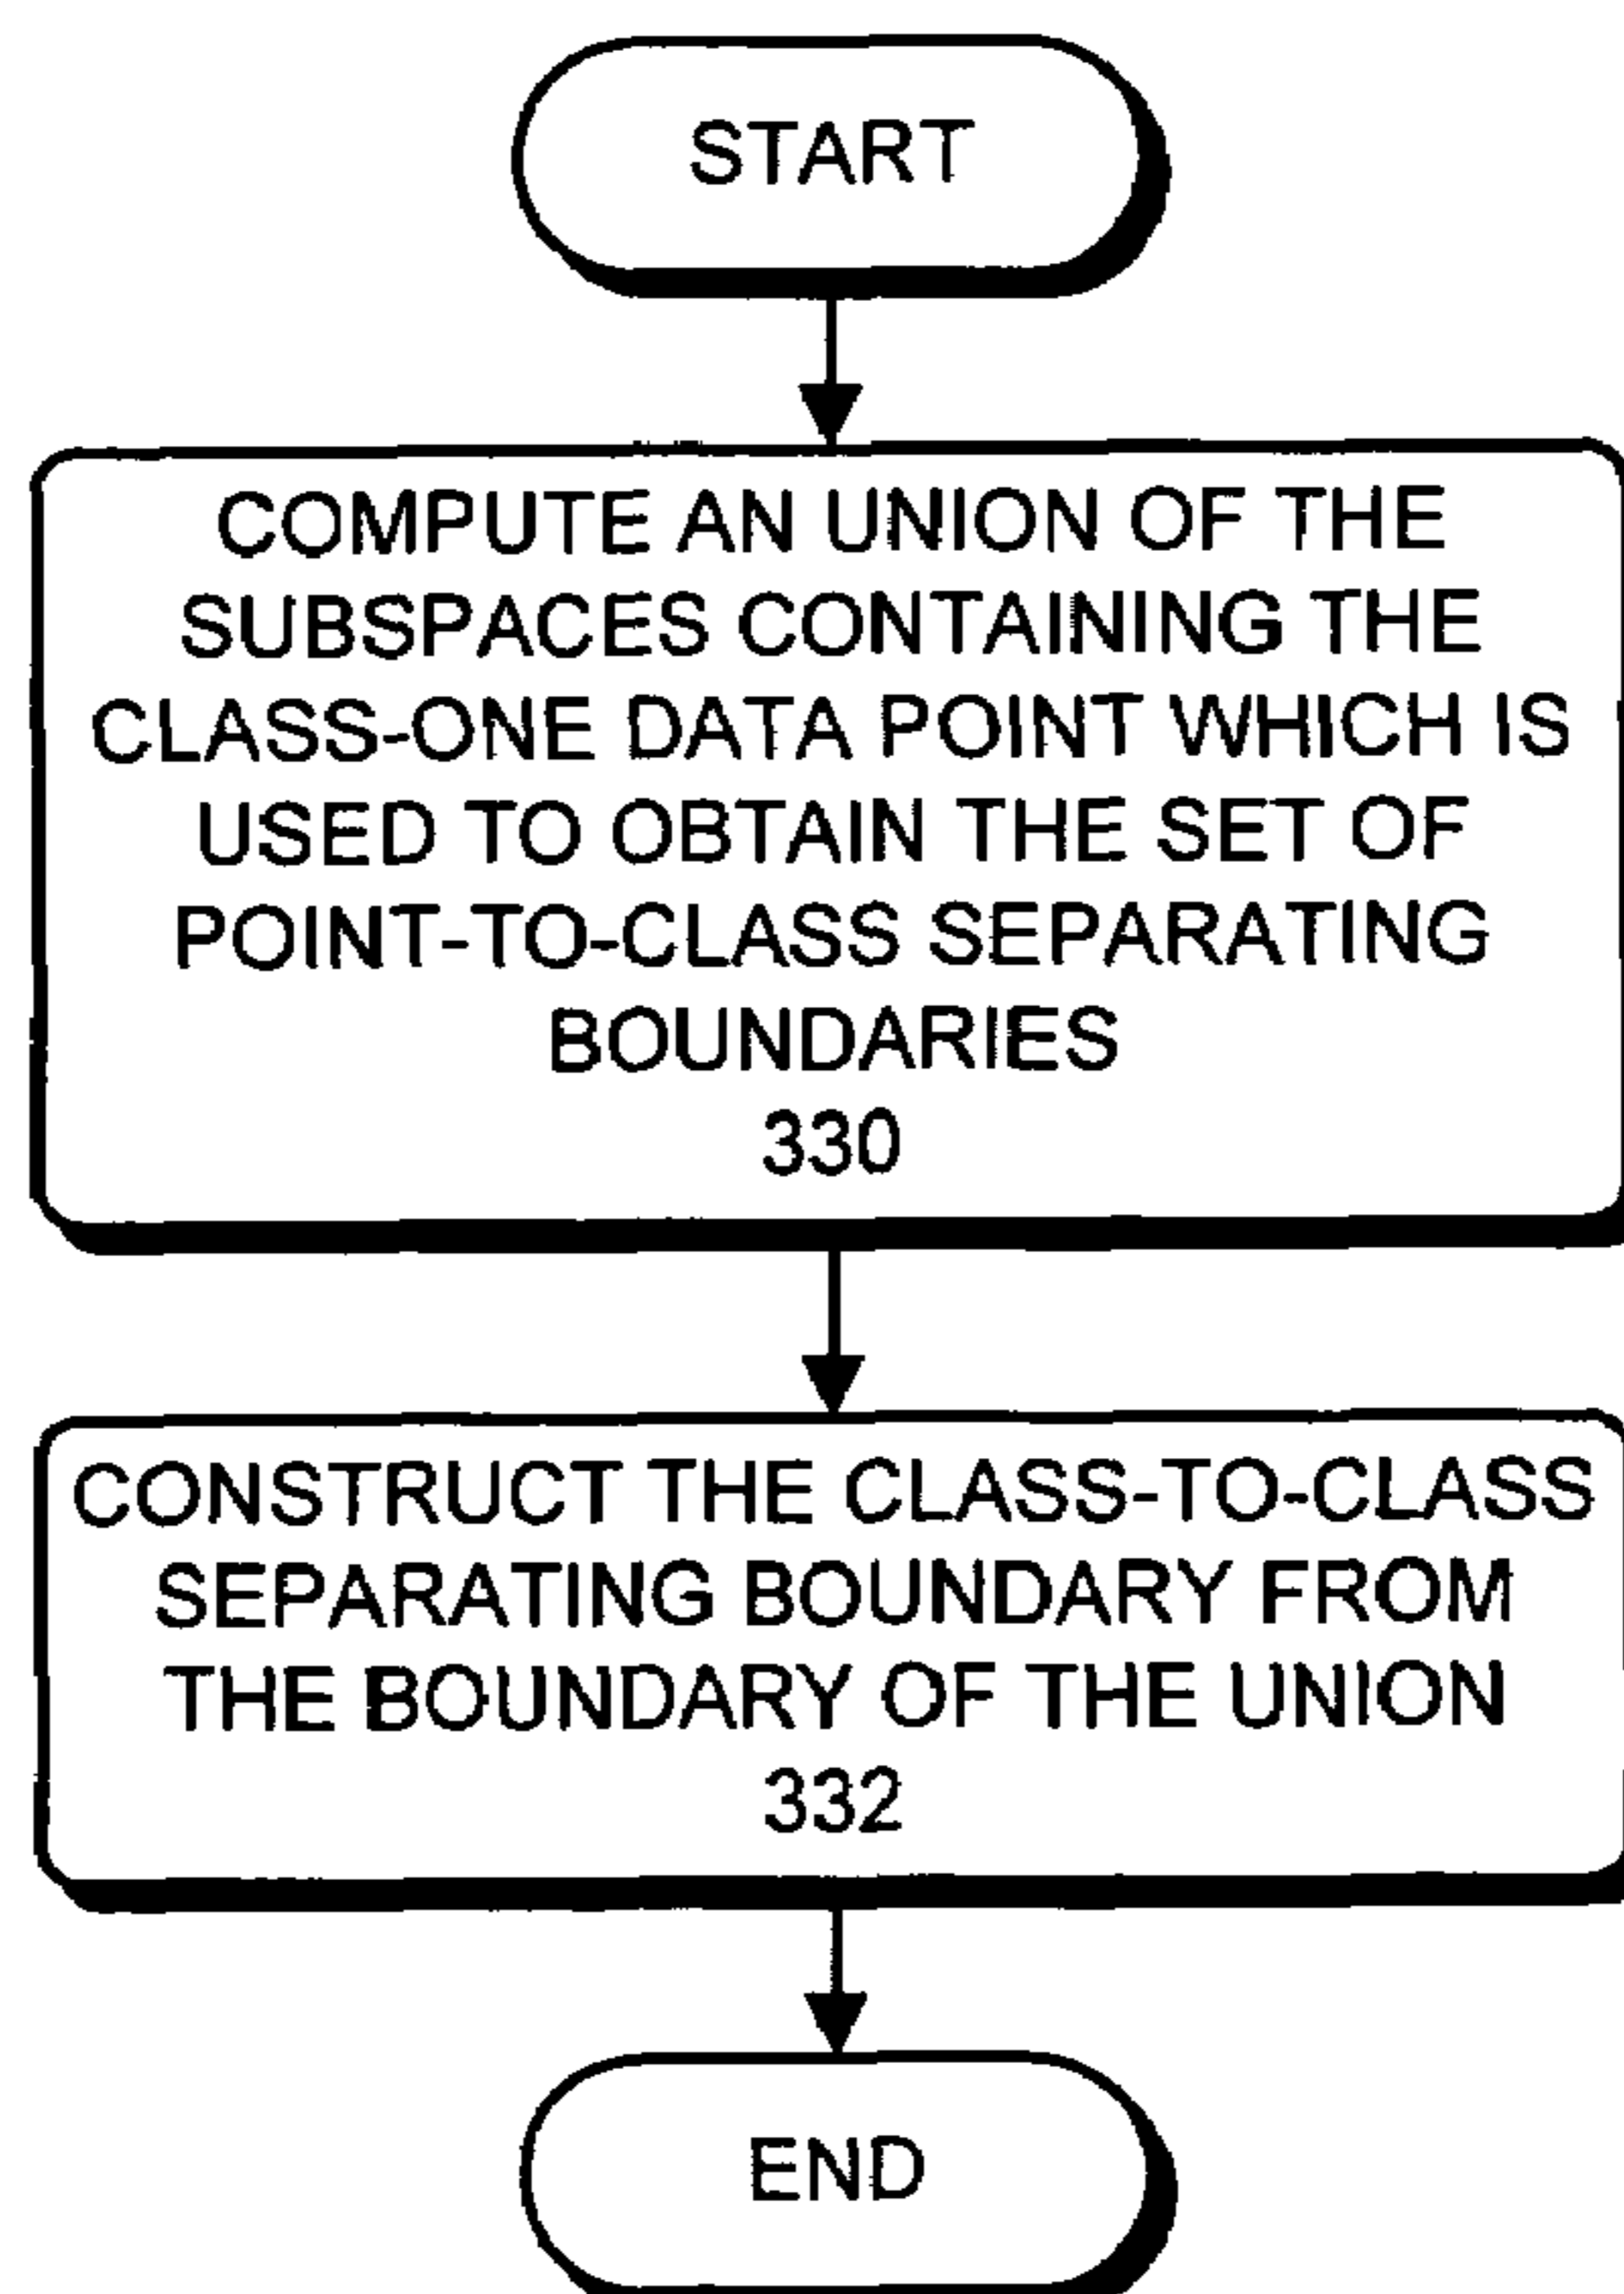 START
COMPUTE AN UNION OF THE
SUBSPACES CONTAINING THE
CLASS-ONE DATA POINT WHICH IS
USED TO OBTAIN THE SET OF
POINT-TO-CLASS SEPARATING
BOUNDARIES
330
CONSTRUCT THE CLASS-TO-CLASS
SEPARATING BOUNDARY FROM
THE BOUNDARY OF THE UNION
332
END